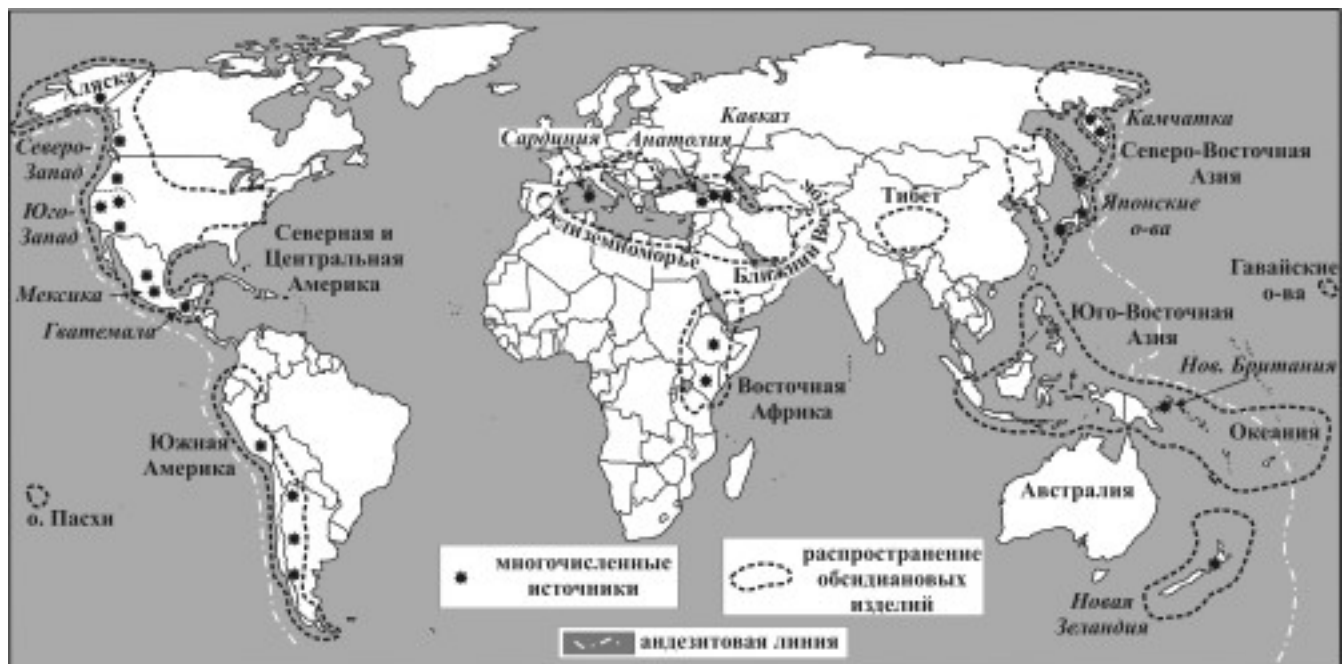 Аляска
Северо-
Запад
Юго-
Запад
Северная и
Центральная
Америка
Мексика
Гватемала
Южная
Америка
о. Пасхи
Сардиния
Анатолия
Кавказ
Средиземноморье
Ближний Восток
Восточная
Африка
Тибет
Камчатка
Северо-Восточная
Азия
Японские
о-ва
Гавайские
о-ва
Юго-Восточная
Азия
Нов. Британия
Океания
Австралия
Новая
Зеландия
многочисленные
источники
распространение
обсидиановых
изделий
андезитовая линия